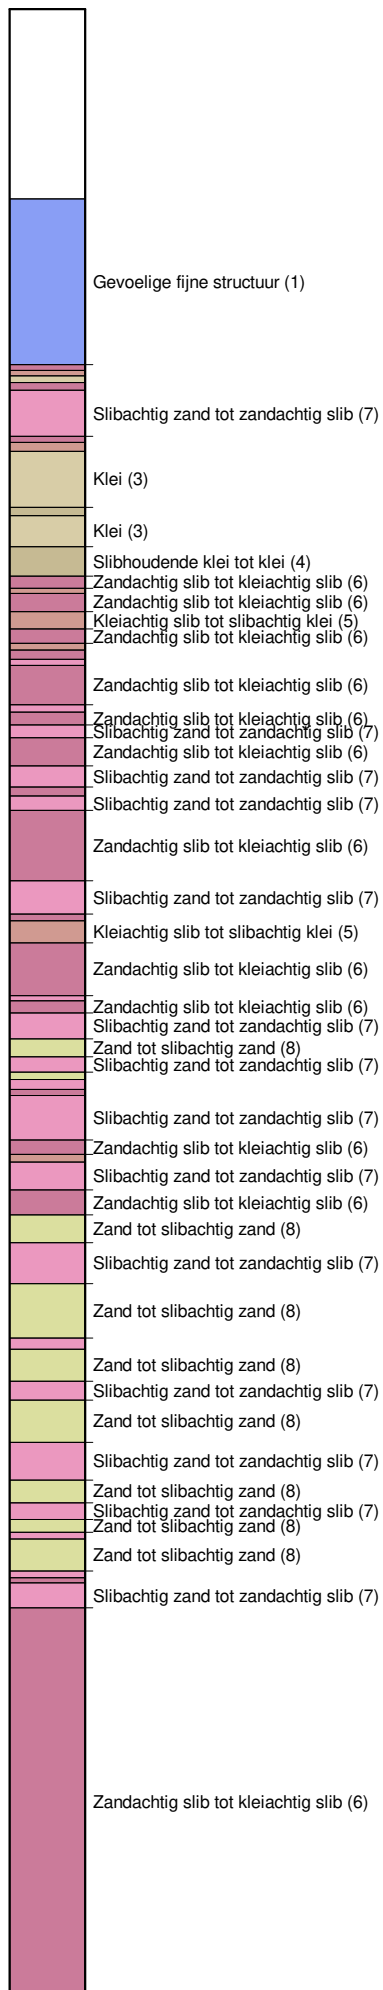 Gevoelige fijne structuur (1)
Slibachtig zand tot zandachtig slib (7)
Klei (3)
Klei (3)
Slibhoudende klei tot klei (4)
Zandachtig slib tot kleiachtig slib (6)
Zandachtig slib tot kleiachtig slib (6)
Kleiachtig slib tot slibachtig klei (5)
Zandachtig slib tot kleiachtig slib (6)
Zandachtig slib tot kleiachtig slib (6)
Zandachtig slib tot kleiachtig slib (6)
Slibachtig zand tot zandachtig slib (7)
Zandachtig slib tot kleiachtig slib (6)
Slibachtig zand tot zandachtig slib (7)
Slibachtig zand tot zandachtig slib (7)
Zandachtig slib tot kleiachtig slib (6)
Slibachtig zand tot zandachtig slib (7)
Kleiachtig slib tot slibachtig klei (5)
Zandachtig slib tot kleiachtig slib (6)
Zandachtig slib tot kleiachtig slib (6)
Slibachtig zand tot zandachtig slib (7)
Zand tot slibachtig zand (8)
Slibachtig zand tot zandachtig slib (7)
Slibachtig zand tot zandachtig slib (7)
Zandachtig slib tot kleiachtig slib (6)
Slibachtig zand tot zandachtig slib (7)
Zandachtig slib tot kleiachtig slib (6)
Zand tot slibachtig zand (8)
Slibachtig zand tot zandachtig slib (7)
Zand tot slibachtig zand (8)
Zand tot slibachtig zand (8)
Slibachtig zand tot zandachtig slib (7)
Zand tot slibachtig zand (8)
Slibachtig zand tot zandachtig slib (7)
Zand tot slibachtig zand (8)
Slibachtig zand tot zandachtig slib (7)
Zand tot slibachtig zand (8)
Zand tot slibachtig zand (8)
Slibachtig zand tot zandachtig slib (7)
Zandachtig slib tot kleiachtig slib (6)